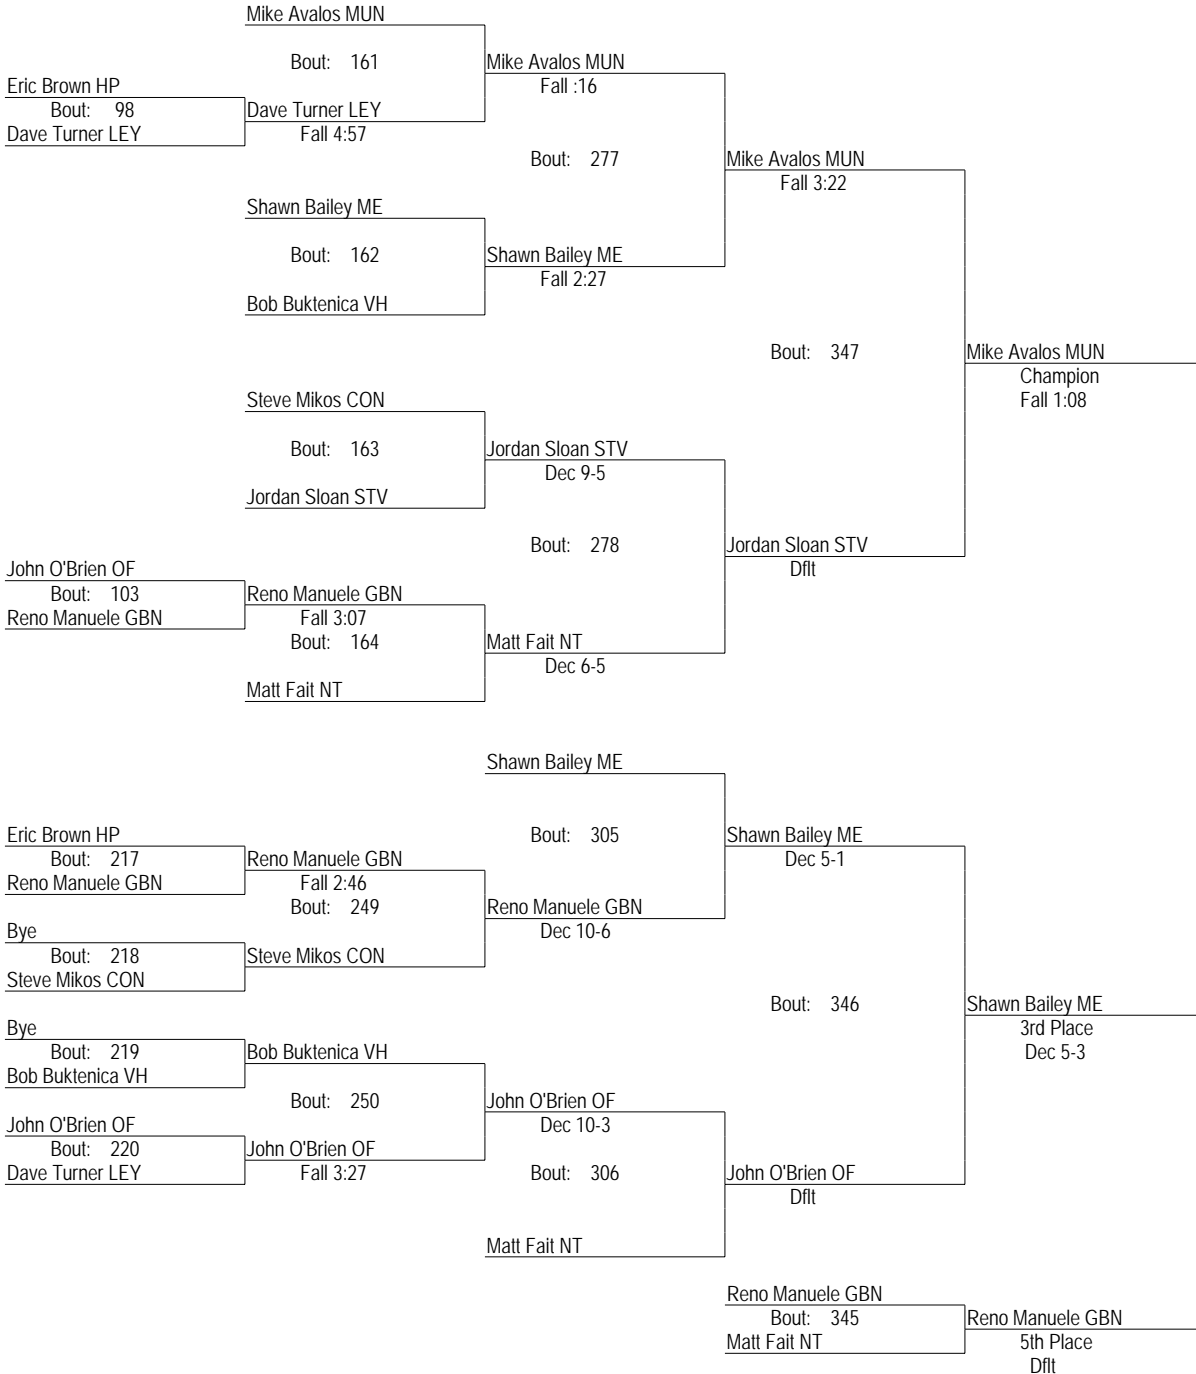 Mike Avalos MUN
Bout: 161
Mike Avalos MUN
Eric Brown HP
Fall :16
Bout: 98
Dave Turner LEY
Dave Turner LEY
Fall 4:57
Bout: 277
Mike Avalos MUN
Fall 3:22
Shawn Bailey ME
Bout: 162
Shawn Bailey ME
Fall 2:27
Bob Buktenica VH
Bout: 347
Mike Avalos MUN
Champion
Steve Mikos CON
Fall 1:08
Bout: 163
Jordan Sloan STV
Dec 9-5
Jordan Sloan STV
Bout: 278
Jordan Sloan STV
John O'Brien OF
Dflt
Bout: 103
Reno Manuele GBN
Reno Manuele GBN
Fall 3:07
Bout: 164
Matt Fait NT
Dec 6-5
Matt Fait NT
Shawn Bailey ME
Eric Brown HP
Bout: 305
Shawn Bailey ME
Bout: 217
Reno Manuele GBN
Dec 5-1
Reno Manuele GBN
Fall 2:46
Bout: 249
Reno Manuele GBN
Bye
Dec 10-6
Bout: 218
Steve Mikos CON
Steve Mikos CON
Bout: 346
Shawn Bailey ME
Bye
3rd Place
Bout: 219
Bob Buktenica VH
Dec 5-3
Bob Buktenica VH
Bout: 250
John O'Brien OF
John O'Brien OF
Dec 10-3
Bout: 220
John O'Brien OF
Dave Turner LEY
Fall 3:27
Bout: 306
John O'Brien OF
Dflt
Matt Fait NT
Reno Manuele GBN
Bout: 345
Reno Manuele GBN
Matt Fait NT
5th Place
Dflt